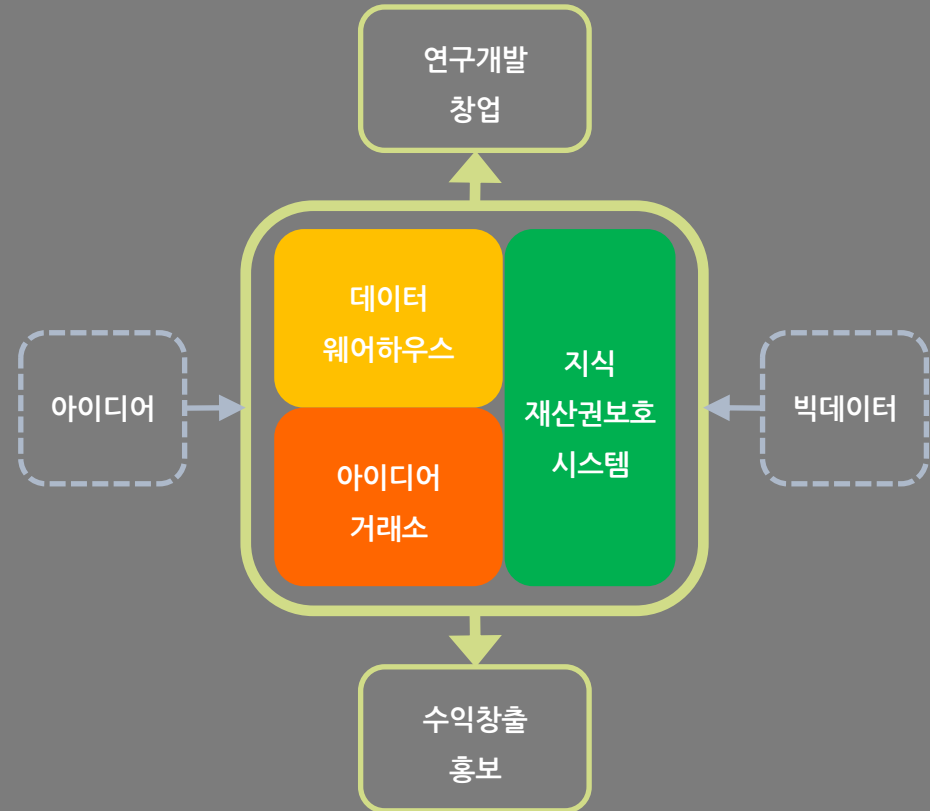 연구개발
창업
데이터
웨어하우스
지식
재산권보호
시스템
아이디어
빅데이터
아이디어
거래소
수익창출
홍보